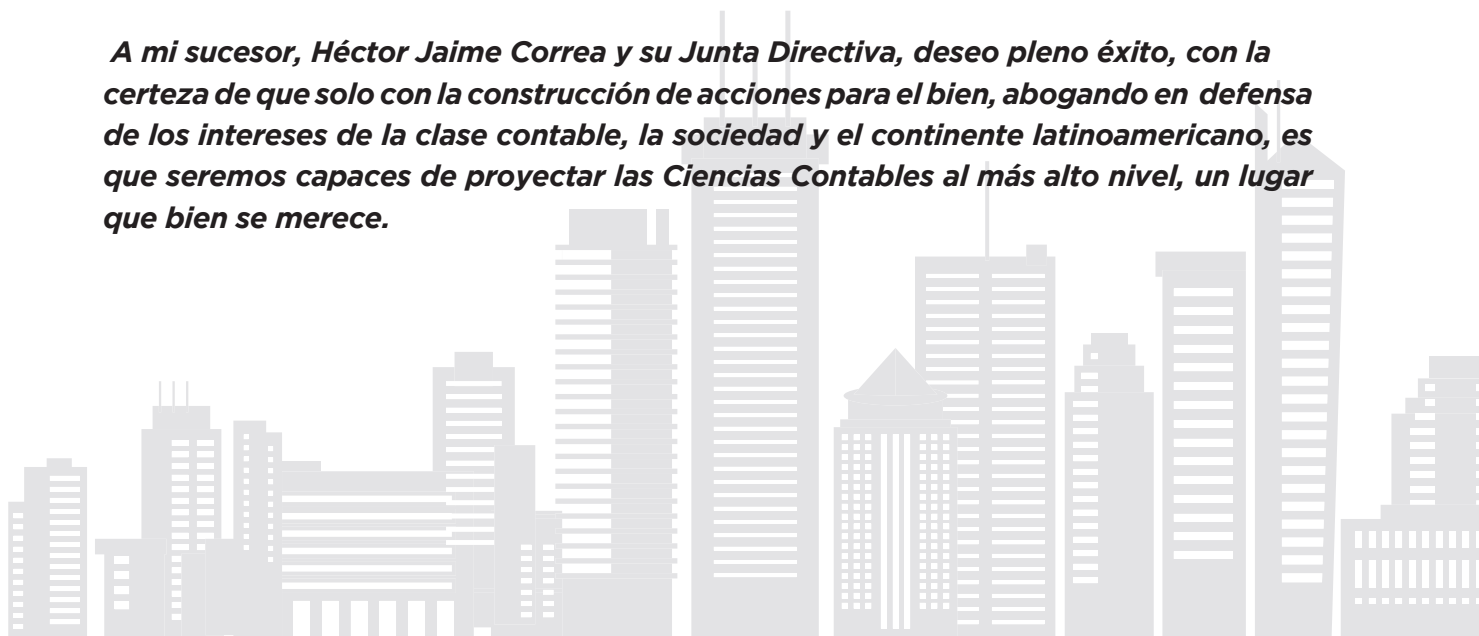 A mi sucesor, Héctor Jaime Correa y su Junta Directiva, deseo pleno éxito, con la
certeza de que solo con la construcción de acciones para el bien, abogando en defensa
de los intereses de la clase contable, la sociedad y el continente latinoamericano, es
que seremos capaces de proyectar las Ciencias Contables al más alto nivel, un lugar
que bien se merece.